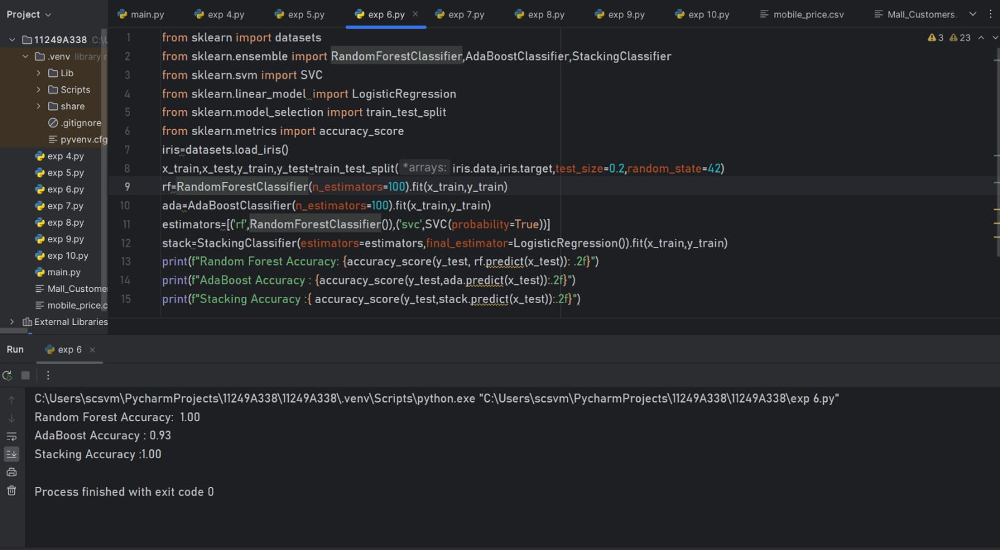 Project
main.py
exp 4.py
exp 5.py
exp 6.py
exp 7.py
exp 8.py
exp 9.py
exp 10.py
mobile_price.csv
Mall_Customers.
11249A338 C:\U
.venv library r
Lib
Scripts
share
.gitignore
pyvenv.cfg
exp 4.py
exp 5.py
exp 6.py
exp 7.py
exp 8.py
exp 9.py
exp 10.py
main.py
Mall_Custome
mobile_price.c
External Libraries
3 23
1 from sklearn import datasets
2 from sklearn.ensemble import RandomForestClassifier,AdaBoostClassifier,StackingClassifier
3 from sklearn.svm import SVC
4 from sklearn.linear_model import LogisticRegression
5 from sklearn.model_selection import train_test_split
6 from sklearn.metrics import accuracy_score
7 iris=datasets.load_iris()
8 x_train,x_test,y_train,y_test=train_test_split( *arrays: iris.data,iris.target,test_size=0.2,random_state=42)
9 rf=RandomForestClassifier(n_estimators=100).fit(x_train,y_train)
10 ada=AdaBoostClassifier(n_estimators=100).fit(x_train,y_train)
11 estimators=[('rf',RandomForestClassifier()),('svc',SVC(probability=True))]
12 stack=StackingClassifier(estimators=estimators,final_estimator=LogisticRegression()).fit(x_train,y_train)
13 print(f"Random Forest Accuracy: {accuracy_score(y_test, rf.predict(x_test)): .2f}")
14 print(f"AdaBoost Accuracy : {accuracy_score(y_test,ada.predict(x_test)):.2f}")
15 print(f"Stacking Accuracy :{ accuracy_score(y_test,stack.predict(x_test)):.2f}")
Run
exp 6
C:\Users\scsvm\PycharmProjects\11249A338\11249A338\.venv\Scripts\python.exe "C:\Users\scsvm\PycharmProjects\11249A338\11249A338\exp 6.py"
Random Forest Accuracy:  1.00
AdaBoost Accuracy : 0.93
Stacking Accuracy :1.00
Process finished with exit code 0